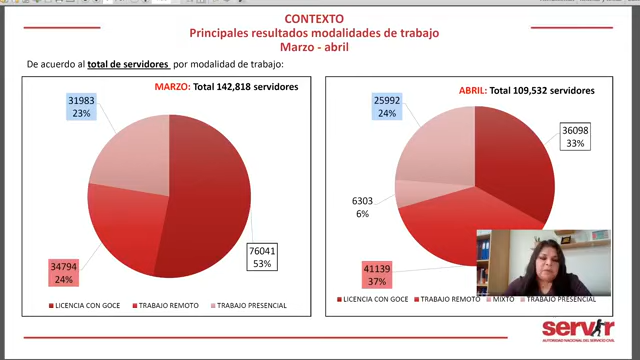 CONTEXTO
Principales resultados modalidades de trabajo
Marzo - abril
De acuerdo al total de servidores por modalidad de trabajo:
MARZO: Total 142,818 servidores
31983
23%
76041
53%
34794
24%
LICENCIA CON GOCE TRABAJO REMOTO TRABAJO PRESENCIAL
ABRIL: Total 109,532 servidores
25992
24%
36098
33%
6303
6%
41139
37%
LICENCIA CON GOCE TRABAJO REMOTO MIXTO TRABAJO PRESENCIAL
servir
AUTORIDAD NACIONAL DEL SERVICIO CIVIL